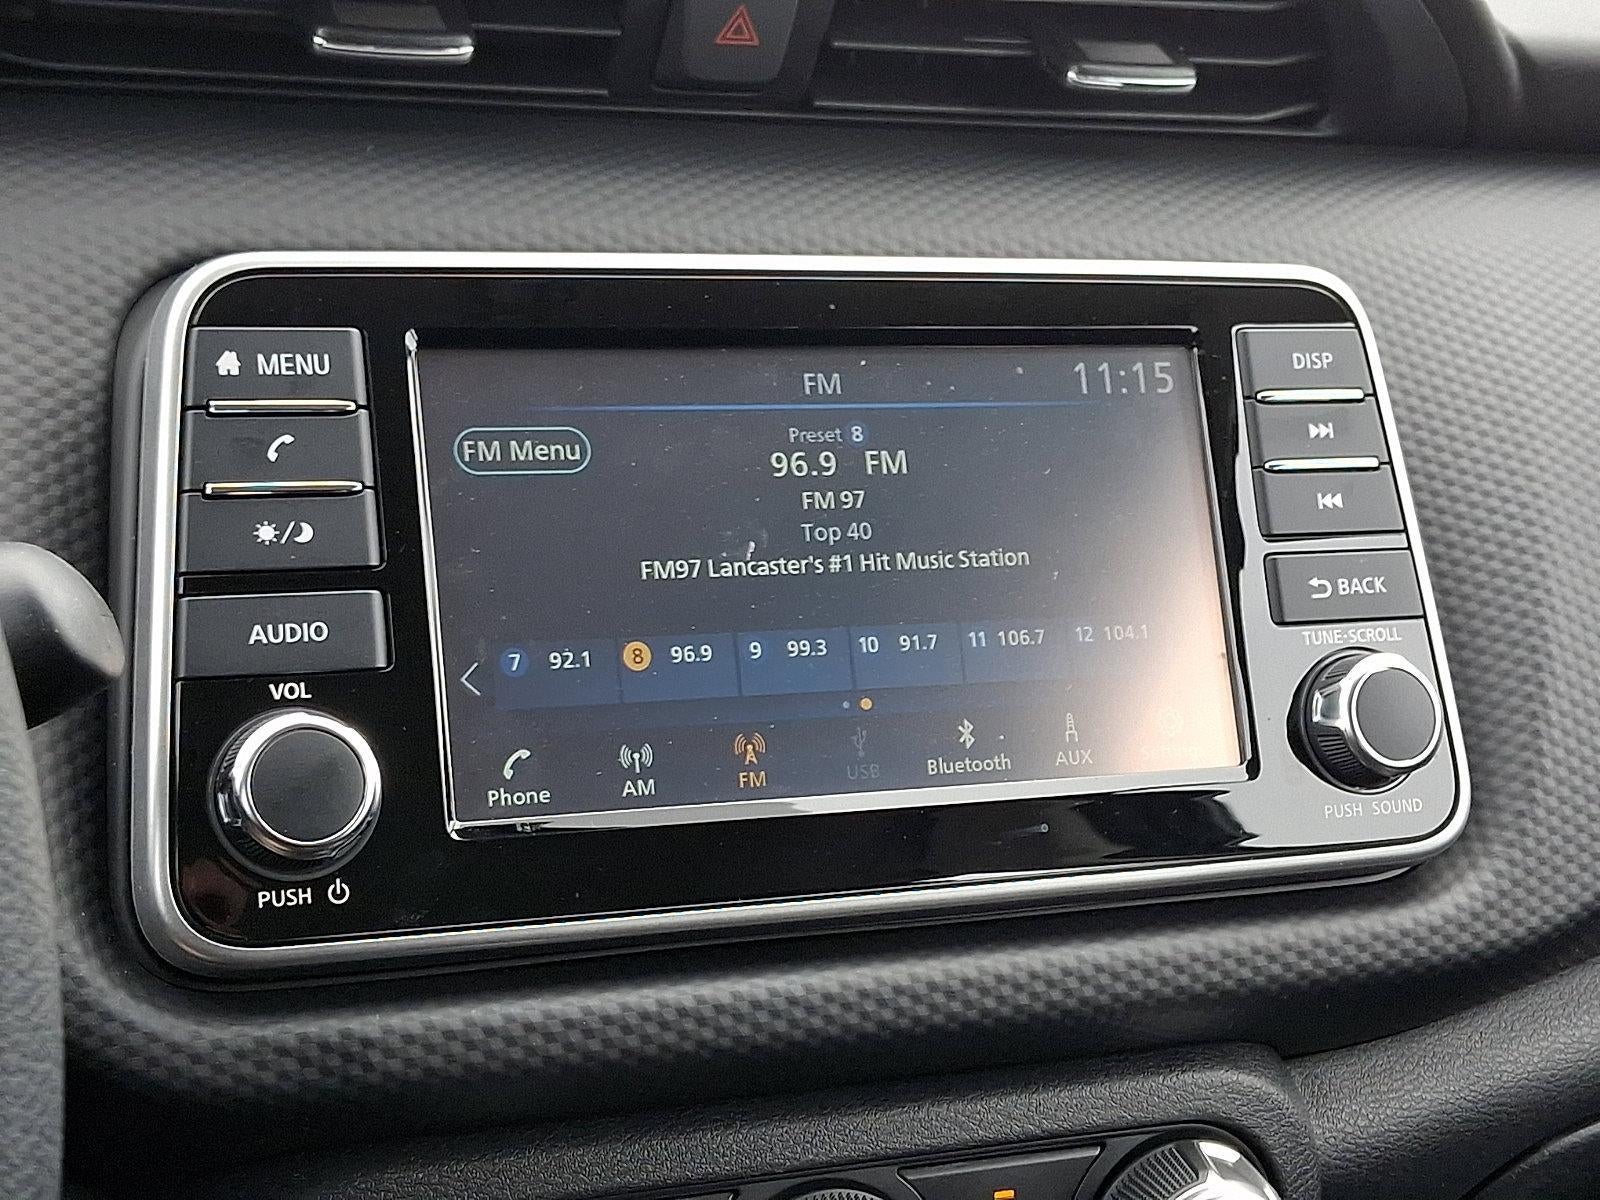 MENU
AUDIO
VOL
PUSH
FM
11:15
FM Menu
Preset 8
96.9 FM
FM 97
Top 40
FM97 Lancaster's #1 Hit Music Station
7 92.1 8 96.9 9 99.3 10 91.7 11 106.7 12 104.1
Phone AM FM USB Bluetooth AUX
DISP
BACK
TUNE·SCROLL
PUSH SOUND